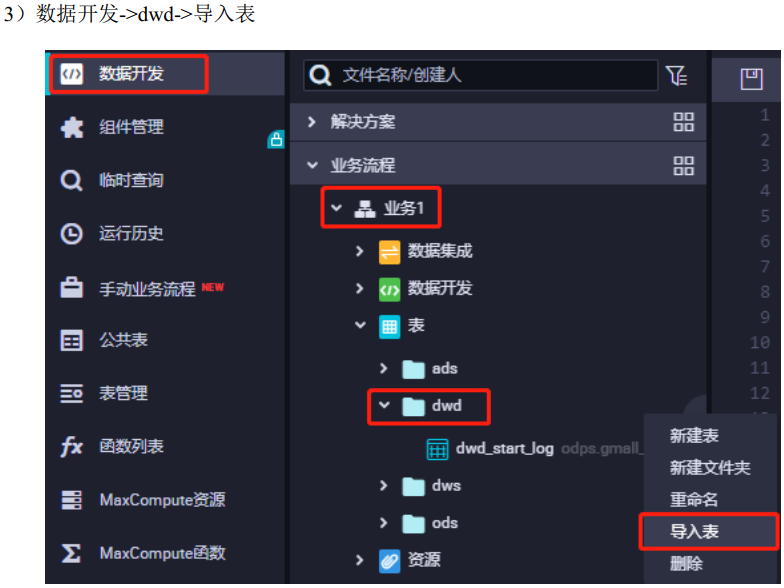 3）数据开发->dwd->导入表
数据开发
组件管理
临时查询
运行历史
手动业务流程 NEW
公共表
表管理
fx 函数列表
MaxCompute资源
Σ MaxCompute函数
文件名称/创建人
解决方案
业务流程
业务1
数据集成
数据开发
表
ads
dwd
dwd_start_log odps.gmall_
dws
ods
资源
新建表
新建文件夹
重命名
导入表
删除
1
2
3
4
5
6
7
8
9
10
11
12